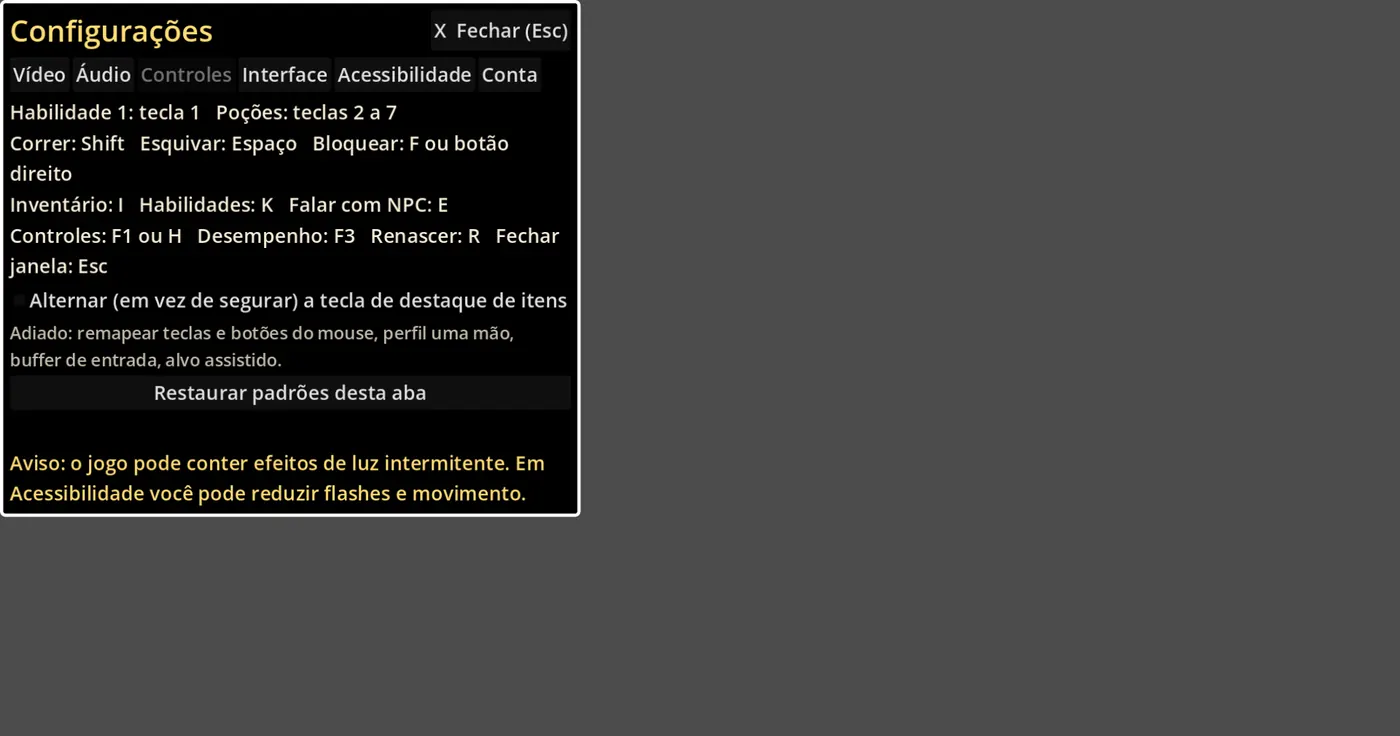 Configurações
X Fechar (Esc)
Vídeo Áudio Controles Interface Acessibilidade Conta
Habilidade 1: tecla 1 Poções: teclas 2 a 7
Correr: Shift Esquivar: Espaço Bloquear: F ou botão
direito
Inventário: I Habilidades: K Falar com NPC: E
Controles: F1 ou H Desempenho: F3 Renascer: R Fechar
janela: Esc
Alternar (em vez de segurar) a tecla de destaque de itens
Adiado: remapear teclas e botões do mouse, perfil uma mão,
buffer de entrada, alvo assistido.
Restaurar padrões desta aba
Aviso: o jogo pode conter efeitos de luz intermitente. Em
Acessibilidade você pode reduzir flashes e movimento.